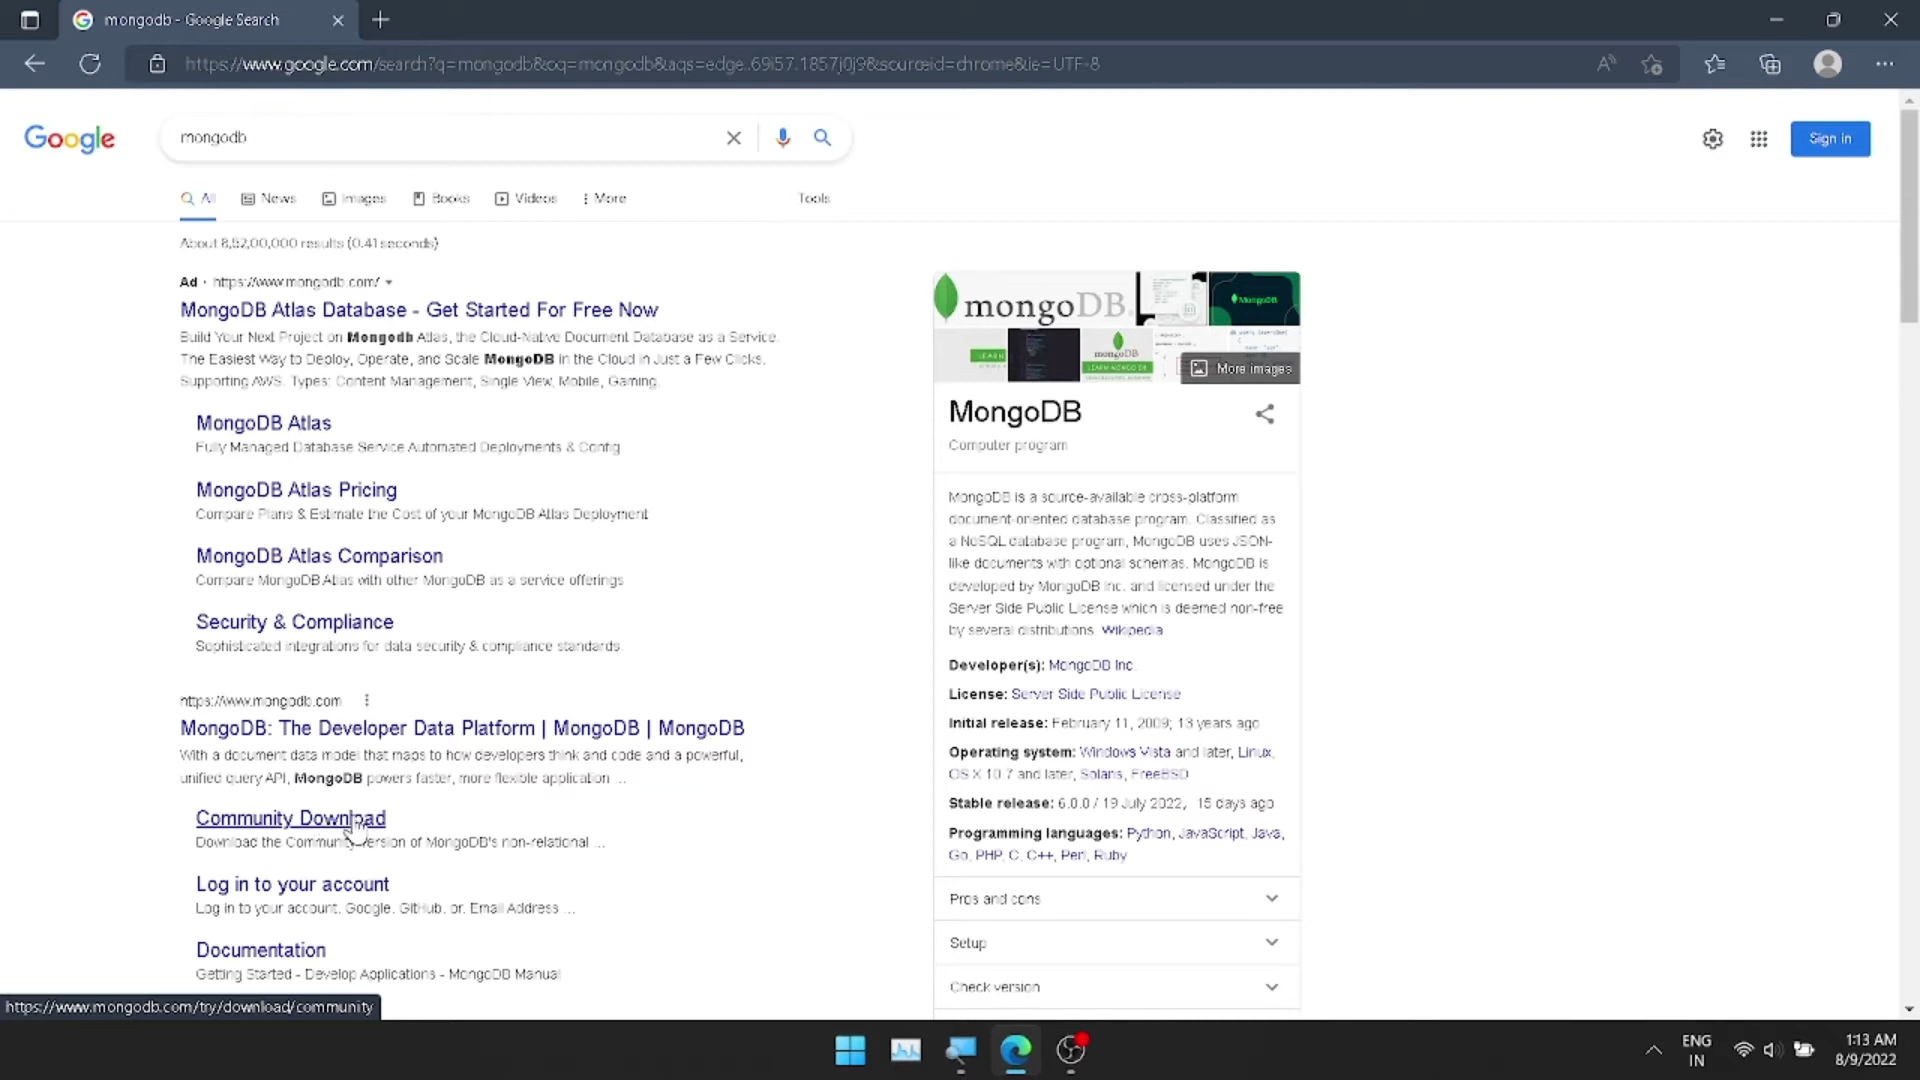 mongodb - Google Search
https://www.google.com/search?q=mongodb&oq=mongodb&aqs=edge..69i57.1857j0j9&sourceid=chrome&ie=UTF-8
Google
mongodb
Sign in
All
News
Images
Books
Videos
More
Tools
About 8,52,00,000 results (0.41 seconds)
Ad · https://www.mongodb.com/
MongoDB Atlas Database - Get Started For Free Now
Build Your Next Project on Mongodb Atlas, the Cloud-Native Document Database as a Service.
The Easiest Way to Deploy, Operate, and Scale MongoDB in the Cloud in Just a Few Clicks.
Supporting AWS. Types: Content Management, Single View, Mobile, Gaming.
MongoDB Atlas
Fully Managed Database Service Automated Deployments & Config
MongoDB Atlas Pricing
Compare Plans & Estimate the Cost of your MongoDB Atlas Deployment
MongoDB Atlas Comparison
Compare MongoDB Atlas with other MongoDB as a service offerings
Security & Compliance
Sophisticated integrations for data security & compliance standards.
https://www.mongodb.com
MongoDB: The Developer Data Platform | MongoDB | MongoDB
With a document data model that maps to how developers think and code and a powerful,
unified query API, MongoDB powers faster, more flexible application ...
Community Download
Download the Community version of MongoDB's non-relational ...
Log in to your account
Log in to your account. Google. GitHub. or. Email Address ...
Documentation
Getting Started - Develop Applications - MongoDB Manual
mongoDB.
MongoDB
LEARN
mongoDB
LEARN MONGO DB
More images
MongoDB
Computer program
MongoDB is a source-available cross-platform
document-oriented database program. Classified as
a NoSQL database program, MongoDB uses JSON-
like documents with optional schemas. MongoDB is
developed by MongoDB Inc. and licensed under the
Server Side Public License which is deemed non-free
by several distributions. Wikipedia
Developer(s): MongoDB Inc.
License: Server Side Public License
Initial release: February 11, 2009; 13 years ago
Operating system: Windows Vista and later, Linux,
OS X 10.7 and later, Solaris, FreeBSD
Stable release: 6.0.0 / 19 July 2022, 15 days ago
Programming languages: Python, JavaScript, Java,
Go, PHP, C, C++, Perl, Ruby
Pros and cons
Setup
Check version
https://www.mongodb.com/try/download/community
ENG
IN
1:13 AM
8/9/2022